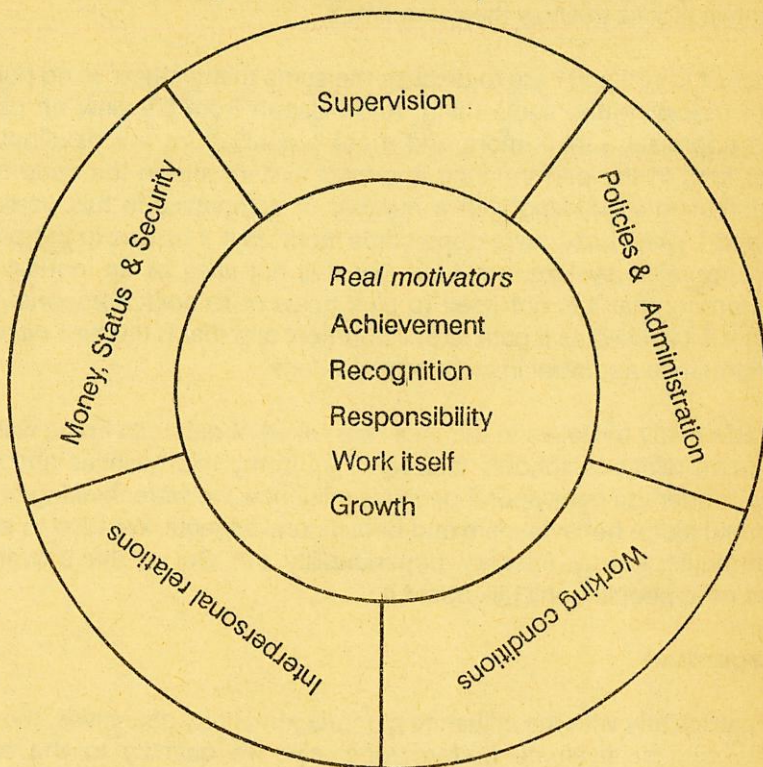 Supervision
Policies & Administration
Working conditions
Interpersonal relations
Money, Status & Security
Real motivators
Achievement
Recognition
Responsibility
Work itself
Growth